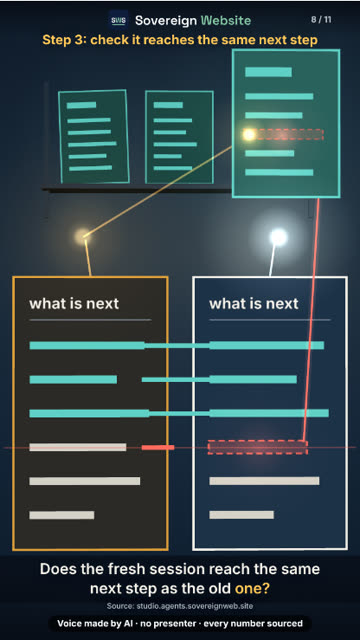 SWS Sovereign Website 8 / 11
Step 3: check it reaches the same next step
what is next
what is next
Does the fresh session reach the same
next step as the old one?
Source: studio.agents.sovereignweb.site
Voice made by AI • no presenter • every number sourced